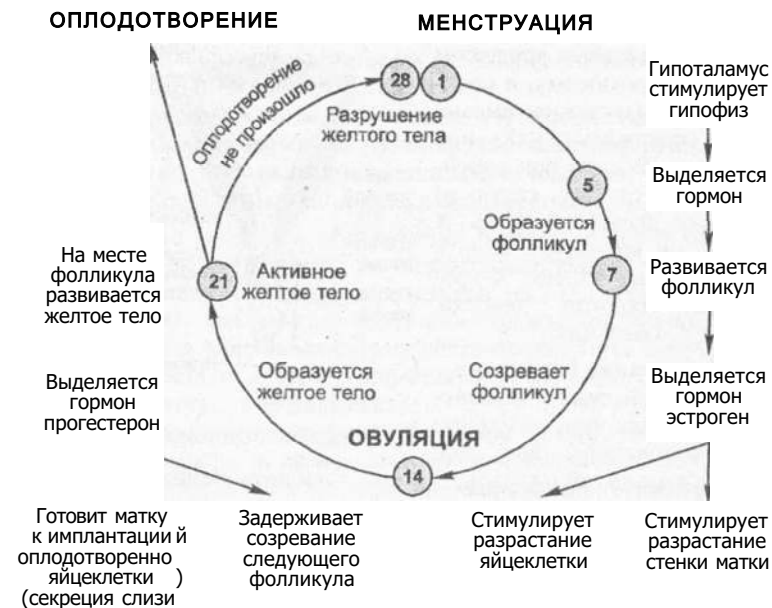 ОПЛОДОТВОРЕНИЕ
МЕНСТРУАЦИЯ
Оплодотворение
не произошло
28
1
Разрушение
желтого тела
5
Образуется
фолликул
7
Созревает
фолликул
ОВУЛЯЦИЯ
14
Образуется
желтое тело
21
Активное
желтое тело
Гипоталамус
стимулирует
гипофиз
Выделяется
гормон
Развивается
фолликул
Выделяется
гормон
эстроген
Стимулирует
разрастание
яйцеклетки
Стимулирует
разрастание
стенки матки
На месте
фолликула
развивается
желтое тело
Выделяется
гормон
прогестерон
Готовит матку
к имплантации й
оплодотворенно
яйцеклетки )
(секреция слизи
Задерживает
созревание
следующего
фолликула